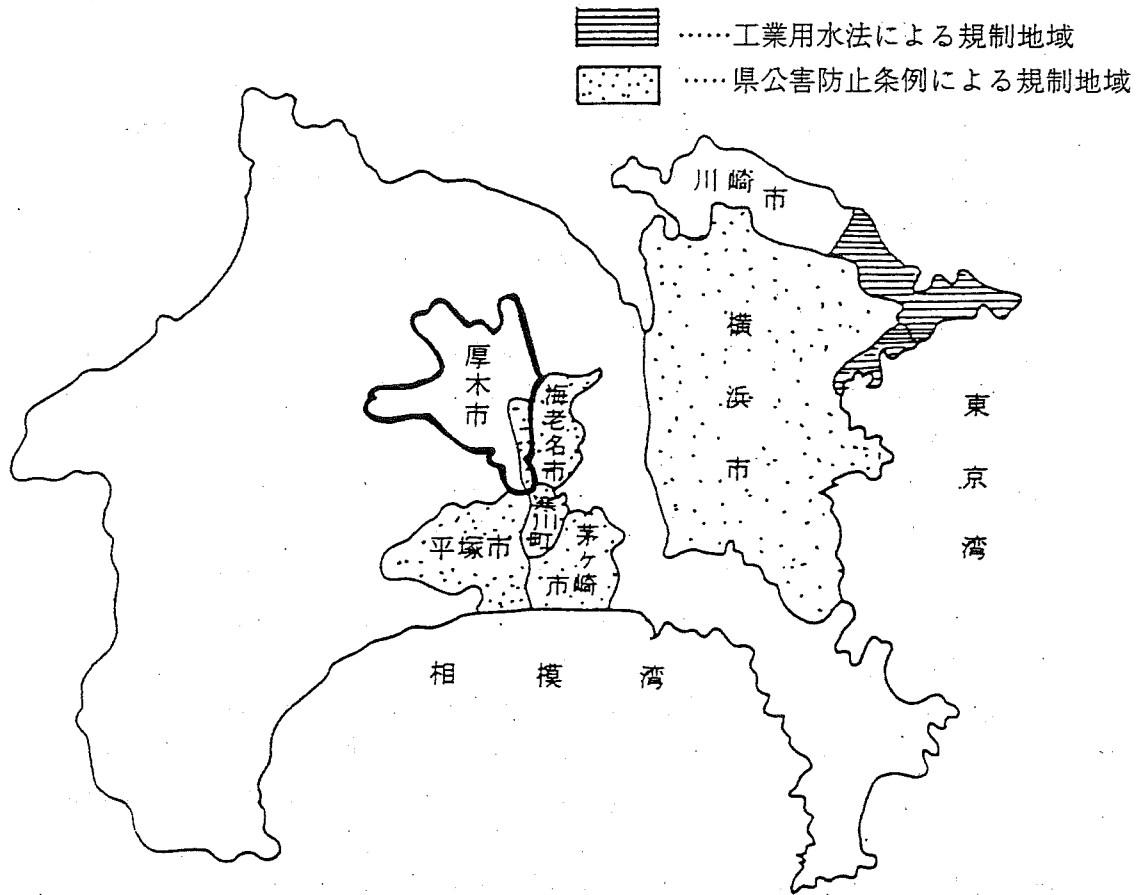 ……工業用水法による規制地域
……県公害防止条例による規制地域
川崎市
横浜市
厚木市
海老名市
寒川町
平塚市
茅ヶ崎市
東京湾
相模湾